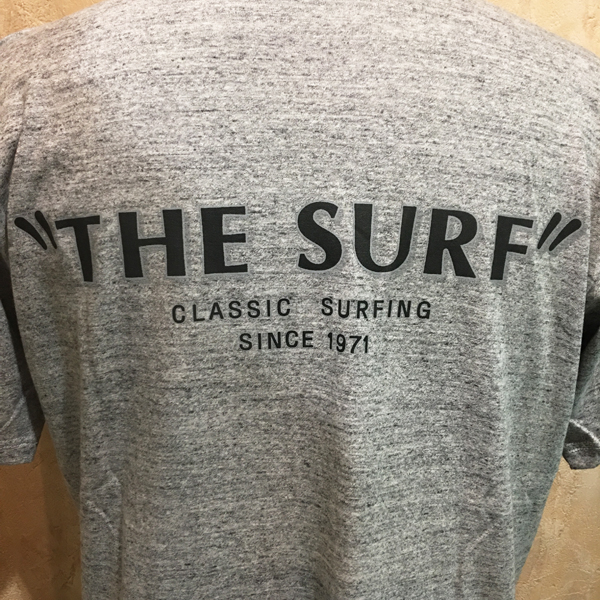 "THE SURF"
CLASSIC SURFING
SINCE 1971